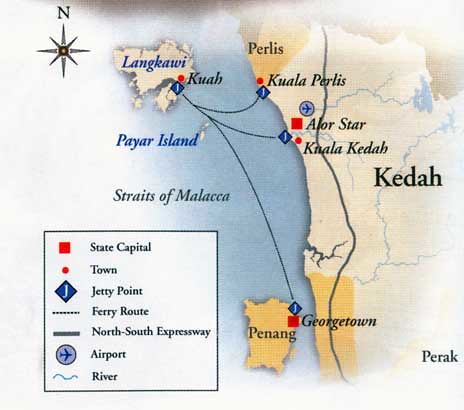 N
Perlis
Langkawi
Kuah
J
Kuala Perlis
J
Alor Star
Payar Island
J
Kuala Kedah
Kedah
Straits of Malacca
State Capital
Town
J
Jetty Point
Ferry Route
North-South Expressway
Airport
River
J
Penang
Georgetown
Perak